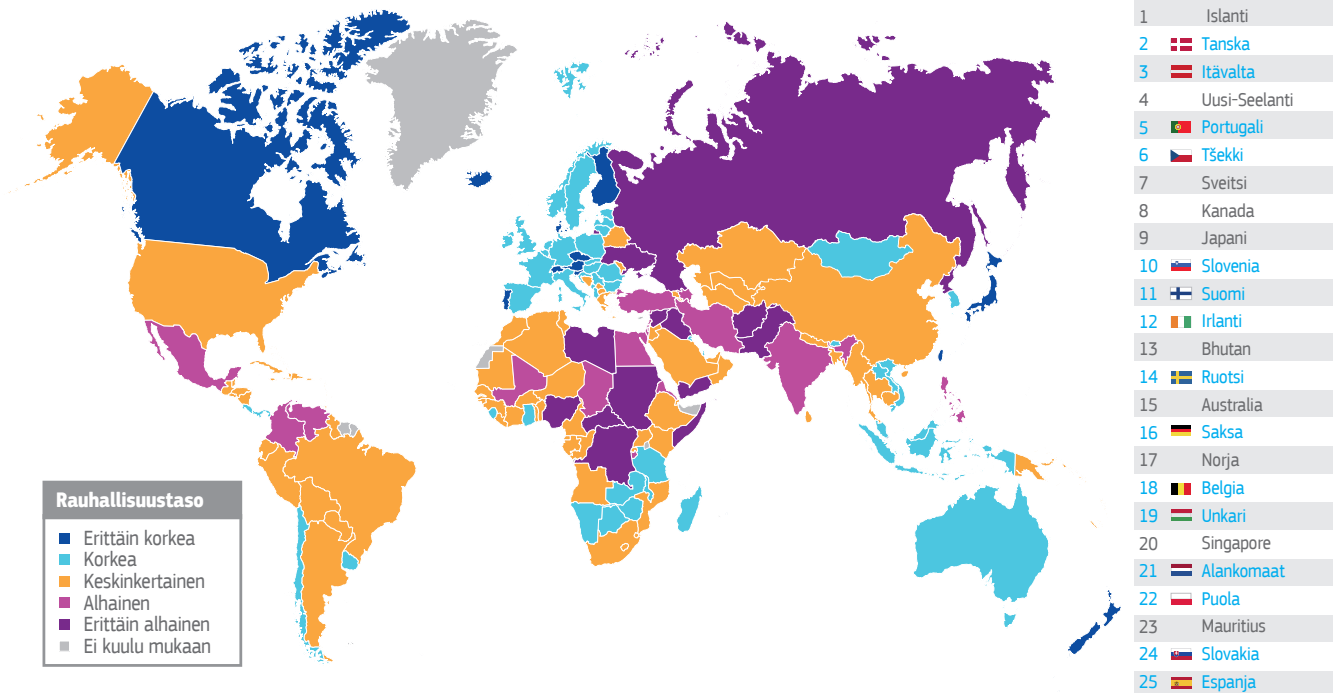 Rauhallisuustaso
Erittäin korkea
Korkea
Keskinkertainen
Alhainen
Erittäin alhainen
Ei kuulu mukaan
1 Islanti
2 Tanska
3 Itävalta
4 Uusi-Seelanti
5 Portugali
6 Tšekki
7 Sveitsi
8 Kanada
9 Japani
10 Slovenia
11 Suomi
12 Irlanti
13 Bhutan
14 Ruotsi
15 Australia
16 Saksa
17 Norja
18 Belgia
19 Unkari
20 Singapore
21 Alankomaat
22 Puola
23 Mauritius
24 Slovakia
25 Espanja